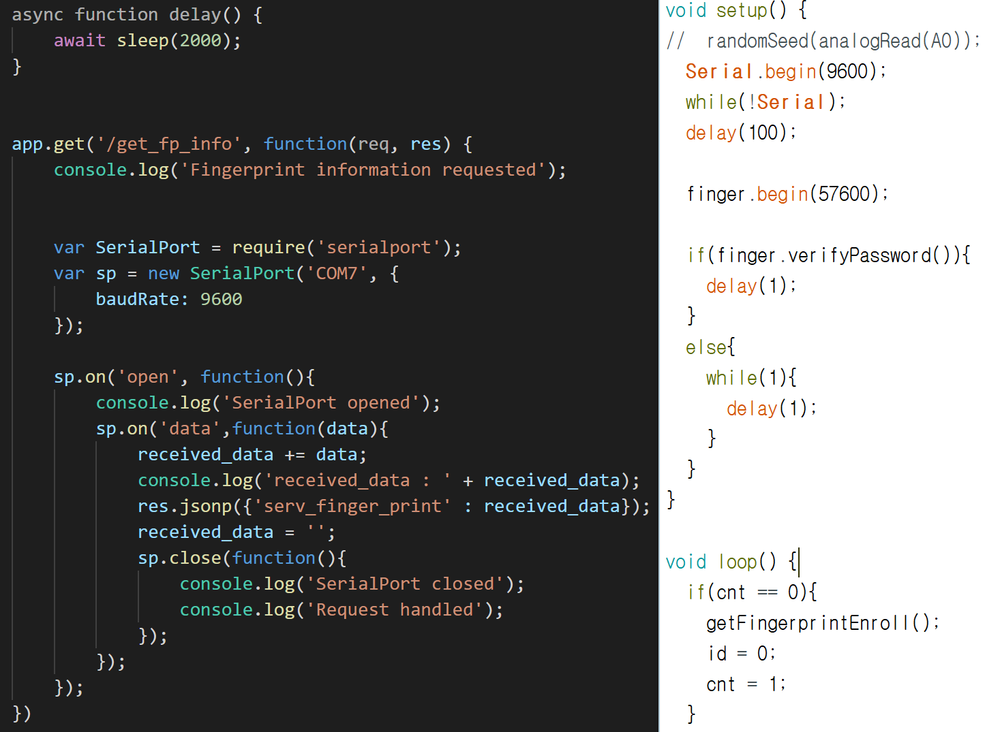 async function delay() {
    await sleep(2000);
}
app.get('/get_fp_info', function(req, res) {
    console.log('Fingerprint information requested');
    var SerialPort = require('serialport');
    var sp = new SerialPort('COM7', {
        baudRate: 9600
    });
    sp.on('open', function(){
        console.log('SerialPort opened');
        sp.on('data',function(data){
            received_data += data;
            console.log('received_data : ' + received_data);
            res.jsonp({'serv_finger_print' : received_data});
            received_data = '';
            sp.close(function(){
                console.log('SerialPort closed');
                console.log('Request handled');
            });
        });
    });
})
void setup() {
//  randomSeed(analogRead(A0));
  Serial.begin(9600);
  while(!Serial);
  delay(100);
  finger.begin(57600);
  if(finger.verifyPassword()){
    delay(1);
  }
  else{
    while(1){
      delay(1);
    }
  }
}
void loop() {
  if(cnt == 0){
    getFingerprintEnroll();
    id = 0;
    cnt = 1;
  }